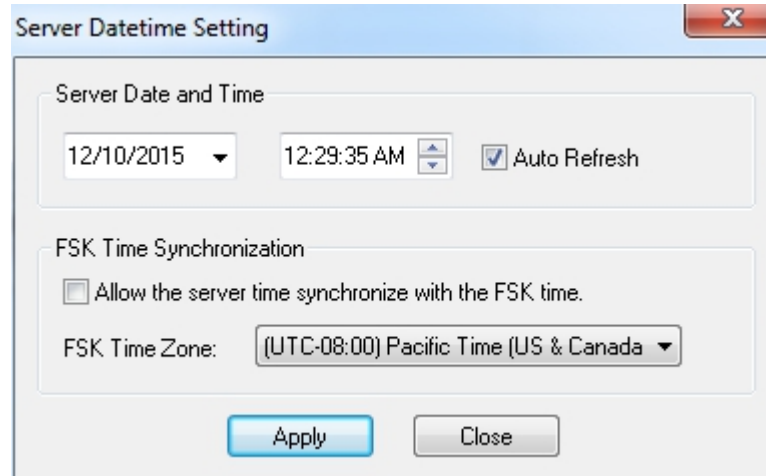 Server Datetime Setting
Server Date and Time
12/10/2015 12:29:35 AM Auto Refresh
FSK Time Synchronization
Allow the server time synchronize with the FSK time.
FSK Time Zone: (UTC-08:00) Pacific Time (US & Canada
Apply Close